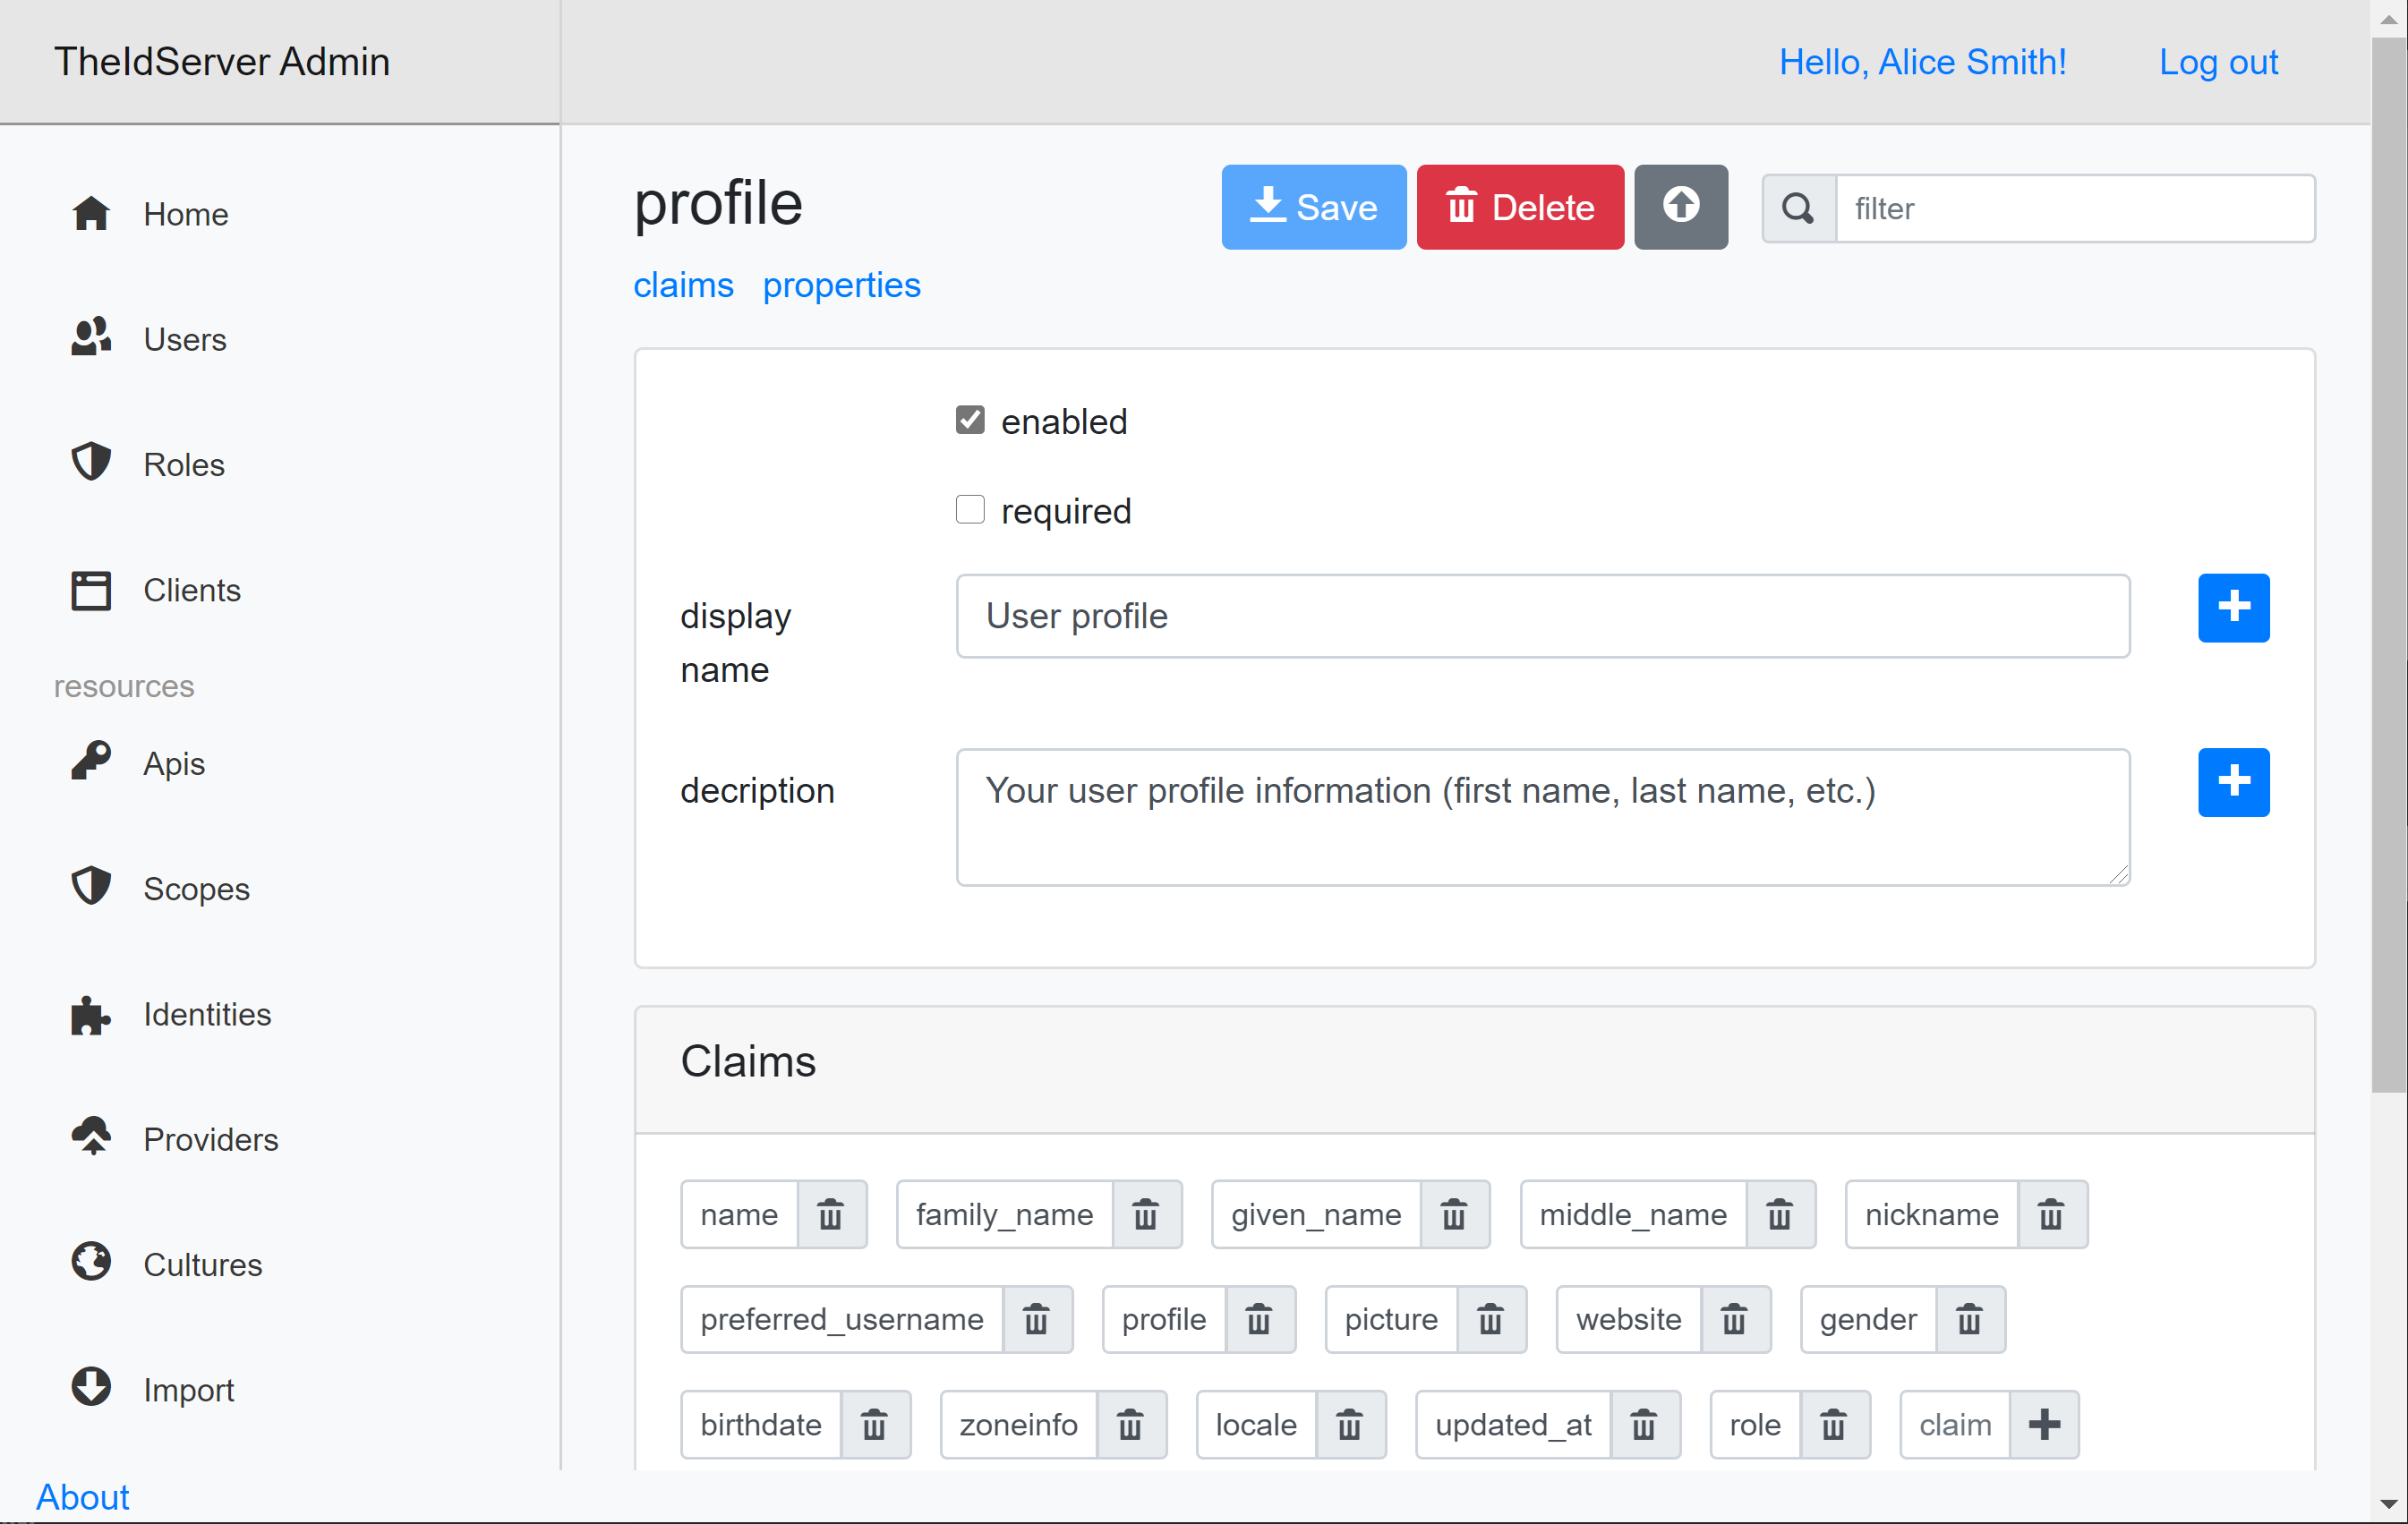 TheIdServer Admin
Hello, Alice Smith!
Log out
Home
Users
Roles
Clients
resources
Apis
Scopes
Identities
Providers
Cultures
Import
About
profile
Save
Delete
filter
claims properties
enabled
required
display
name
User profile
decription
Your user profile information (first name, last name, etc.)
Claims
name family_name given_name middle_name nickname
preferred_username profile picture website gender
birthdate zoneinfo locale updated_at role claim